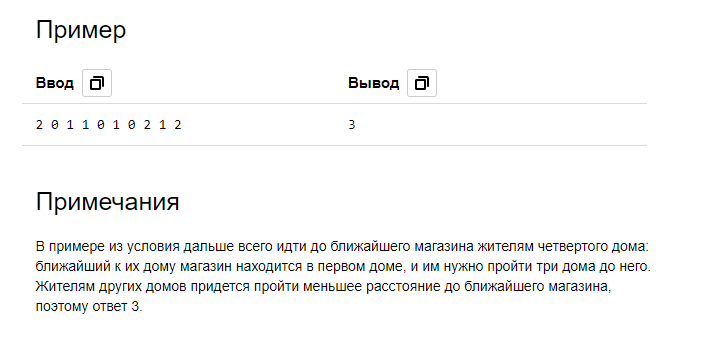 Пример
Ввод Вывод
2 0 1 1 0 1 0 2 1 2 3
Примечания
В примере из условия дальше всего идти до ближайшего магазина жителям четвертого дома:
ближайший к их дому магазин находится в первом доме, и им нужно пройти три дома до него.
Жителям других домов придется пройти меньшее расстояние до ближайшего магазина,
поэтому ответ 3.